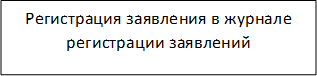 Регистрация заявления в журнале
регистрации заявлений